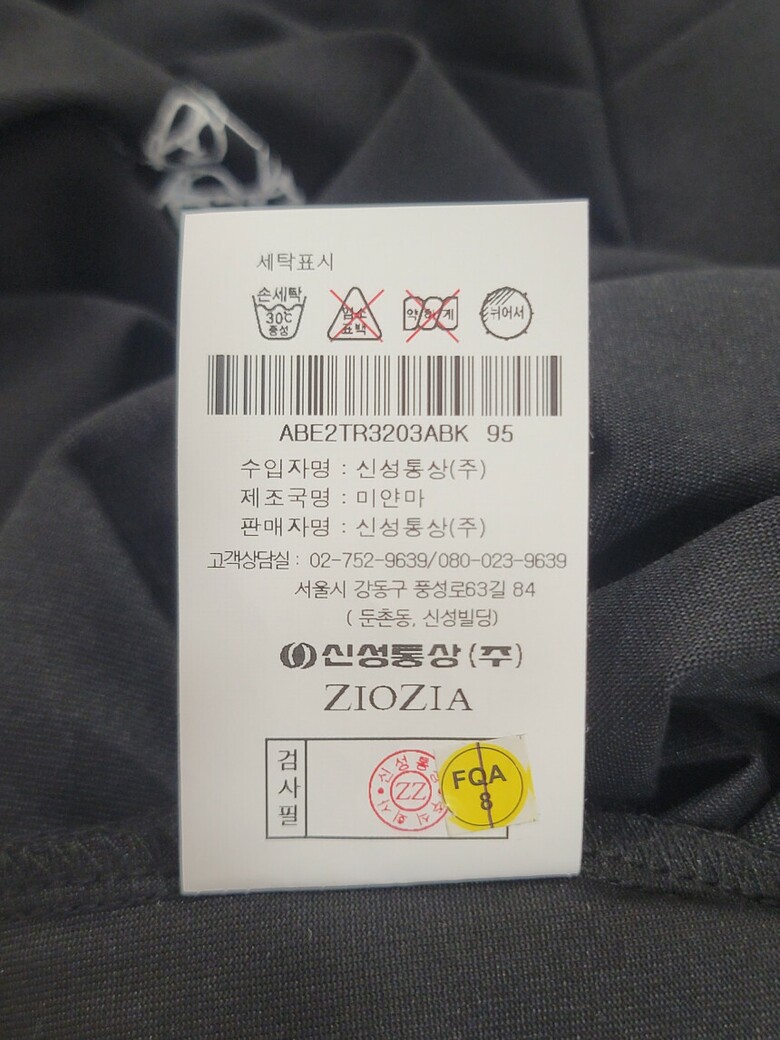 세탁표시
손세탁
30℃
중성
염소
표백
약하게
뉘어서
ABE2TR3203ABK 95
수입자명 : 신성통상(주)
제조국명 : 미얀마
판매자명 : 신성통상(주)
고객상담실 : 02-752-9639/080-023-9639
서울시 강동구 풍성로63길 84
( 둔촌동, 신성빌딩)
신성통상(주)
ZIOZIA
검사필
ZZ
FQA
8